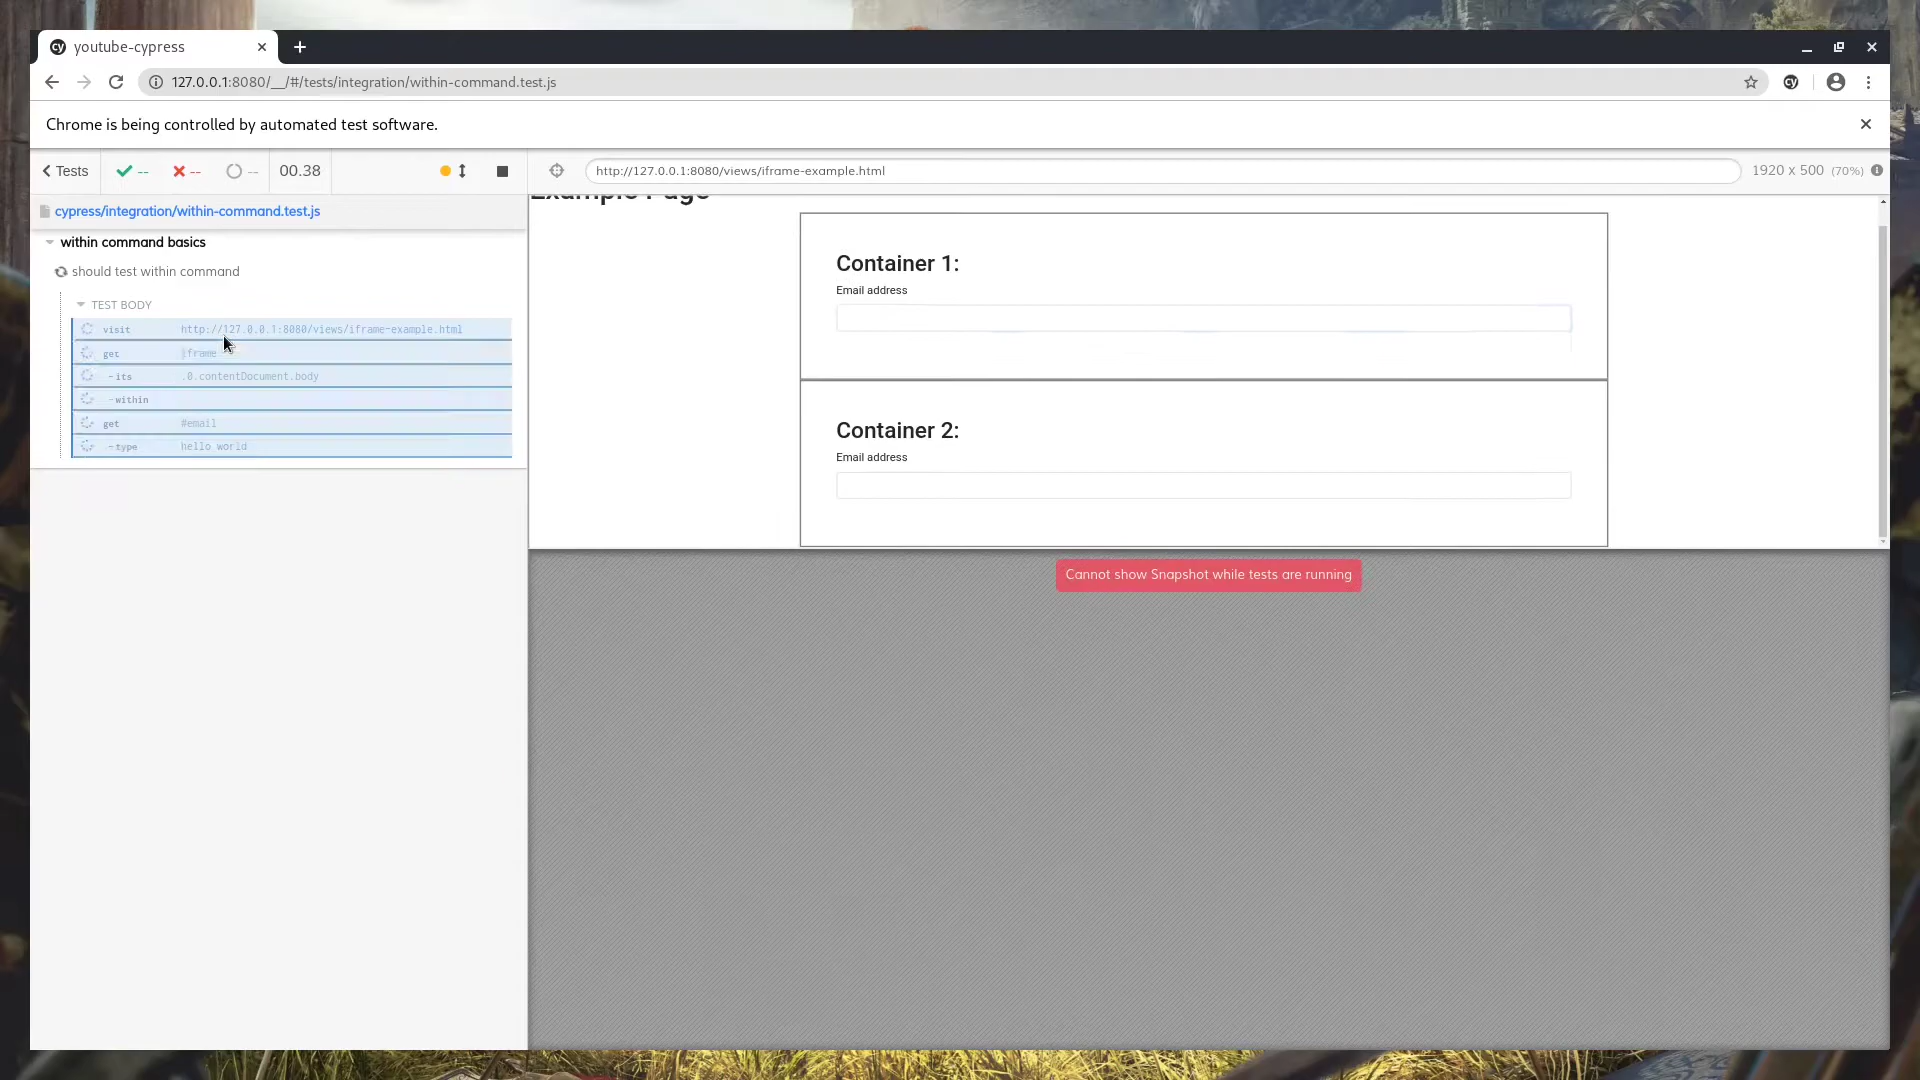 youtube-cypress
127.0.0.1:8080/__/#/tests/integration/within-command.test.js
Chrome is being controlled by automated test software.
Tests -- -- -- 00.38
http://127.0.0.1:8080/views/iframe-example.html
1920 x 500 (70%)
cypress/integration/within-command.test.js
within command basics
should test within command
TEST BODY
visit http://127.0.0.1:8080/views/iframe-example.html
get iframe
-its .0.contentDocument.body
-within
get #email
-type hello world
Example Page
Container 1:
Email address
Container 2:
Email address
Cannot show Snapshot while tests are running